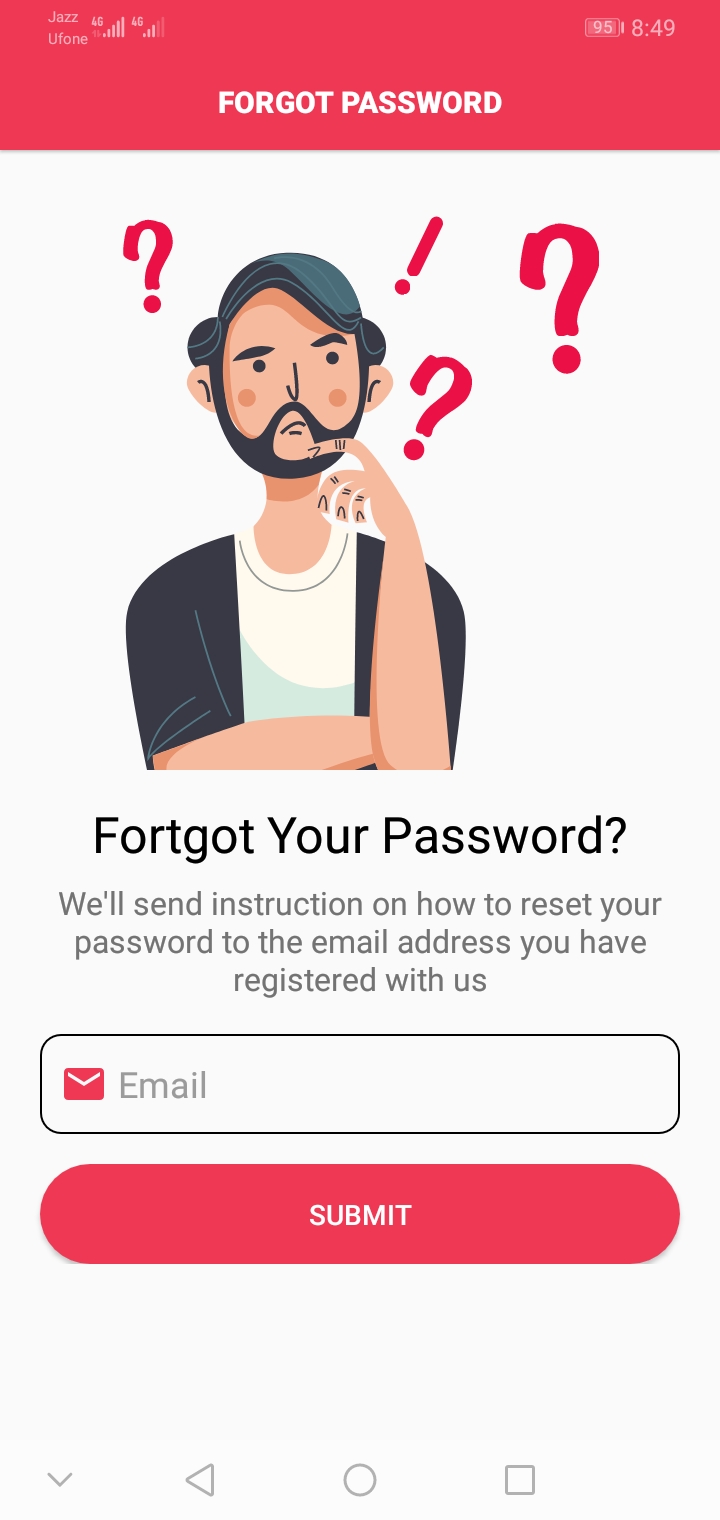 Jazz 4G 4G 95 8:49
Ufone
FORGOT PASSWORD
? ! ?
?
Fortgot Your Password?
We'll send instruction on how to reset your
password to the email address you have
registered with us
Email
SUBMIT